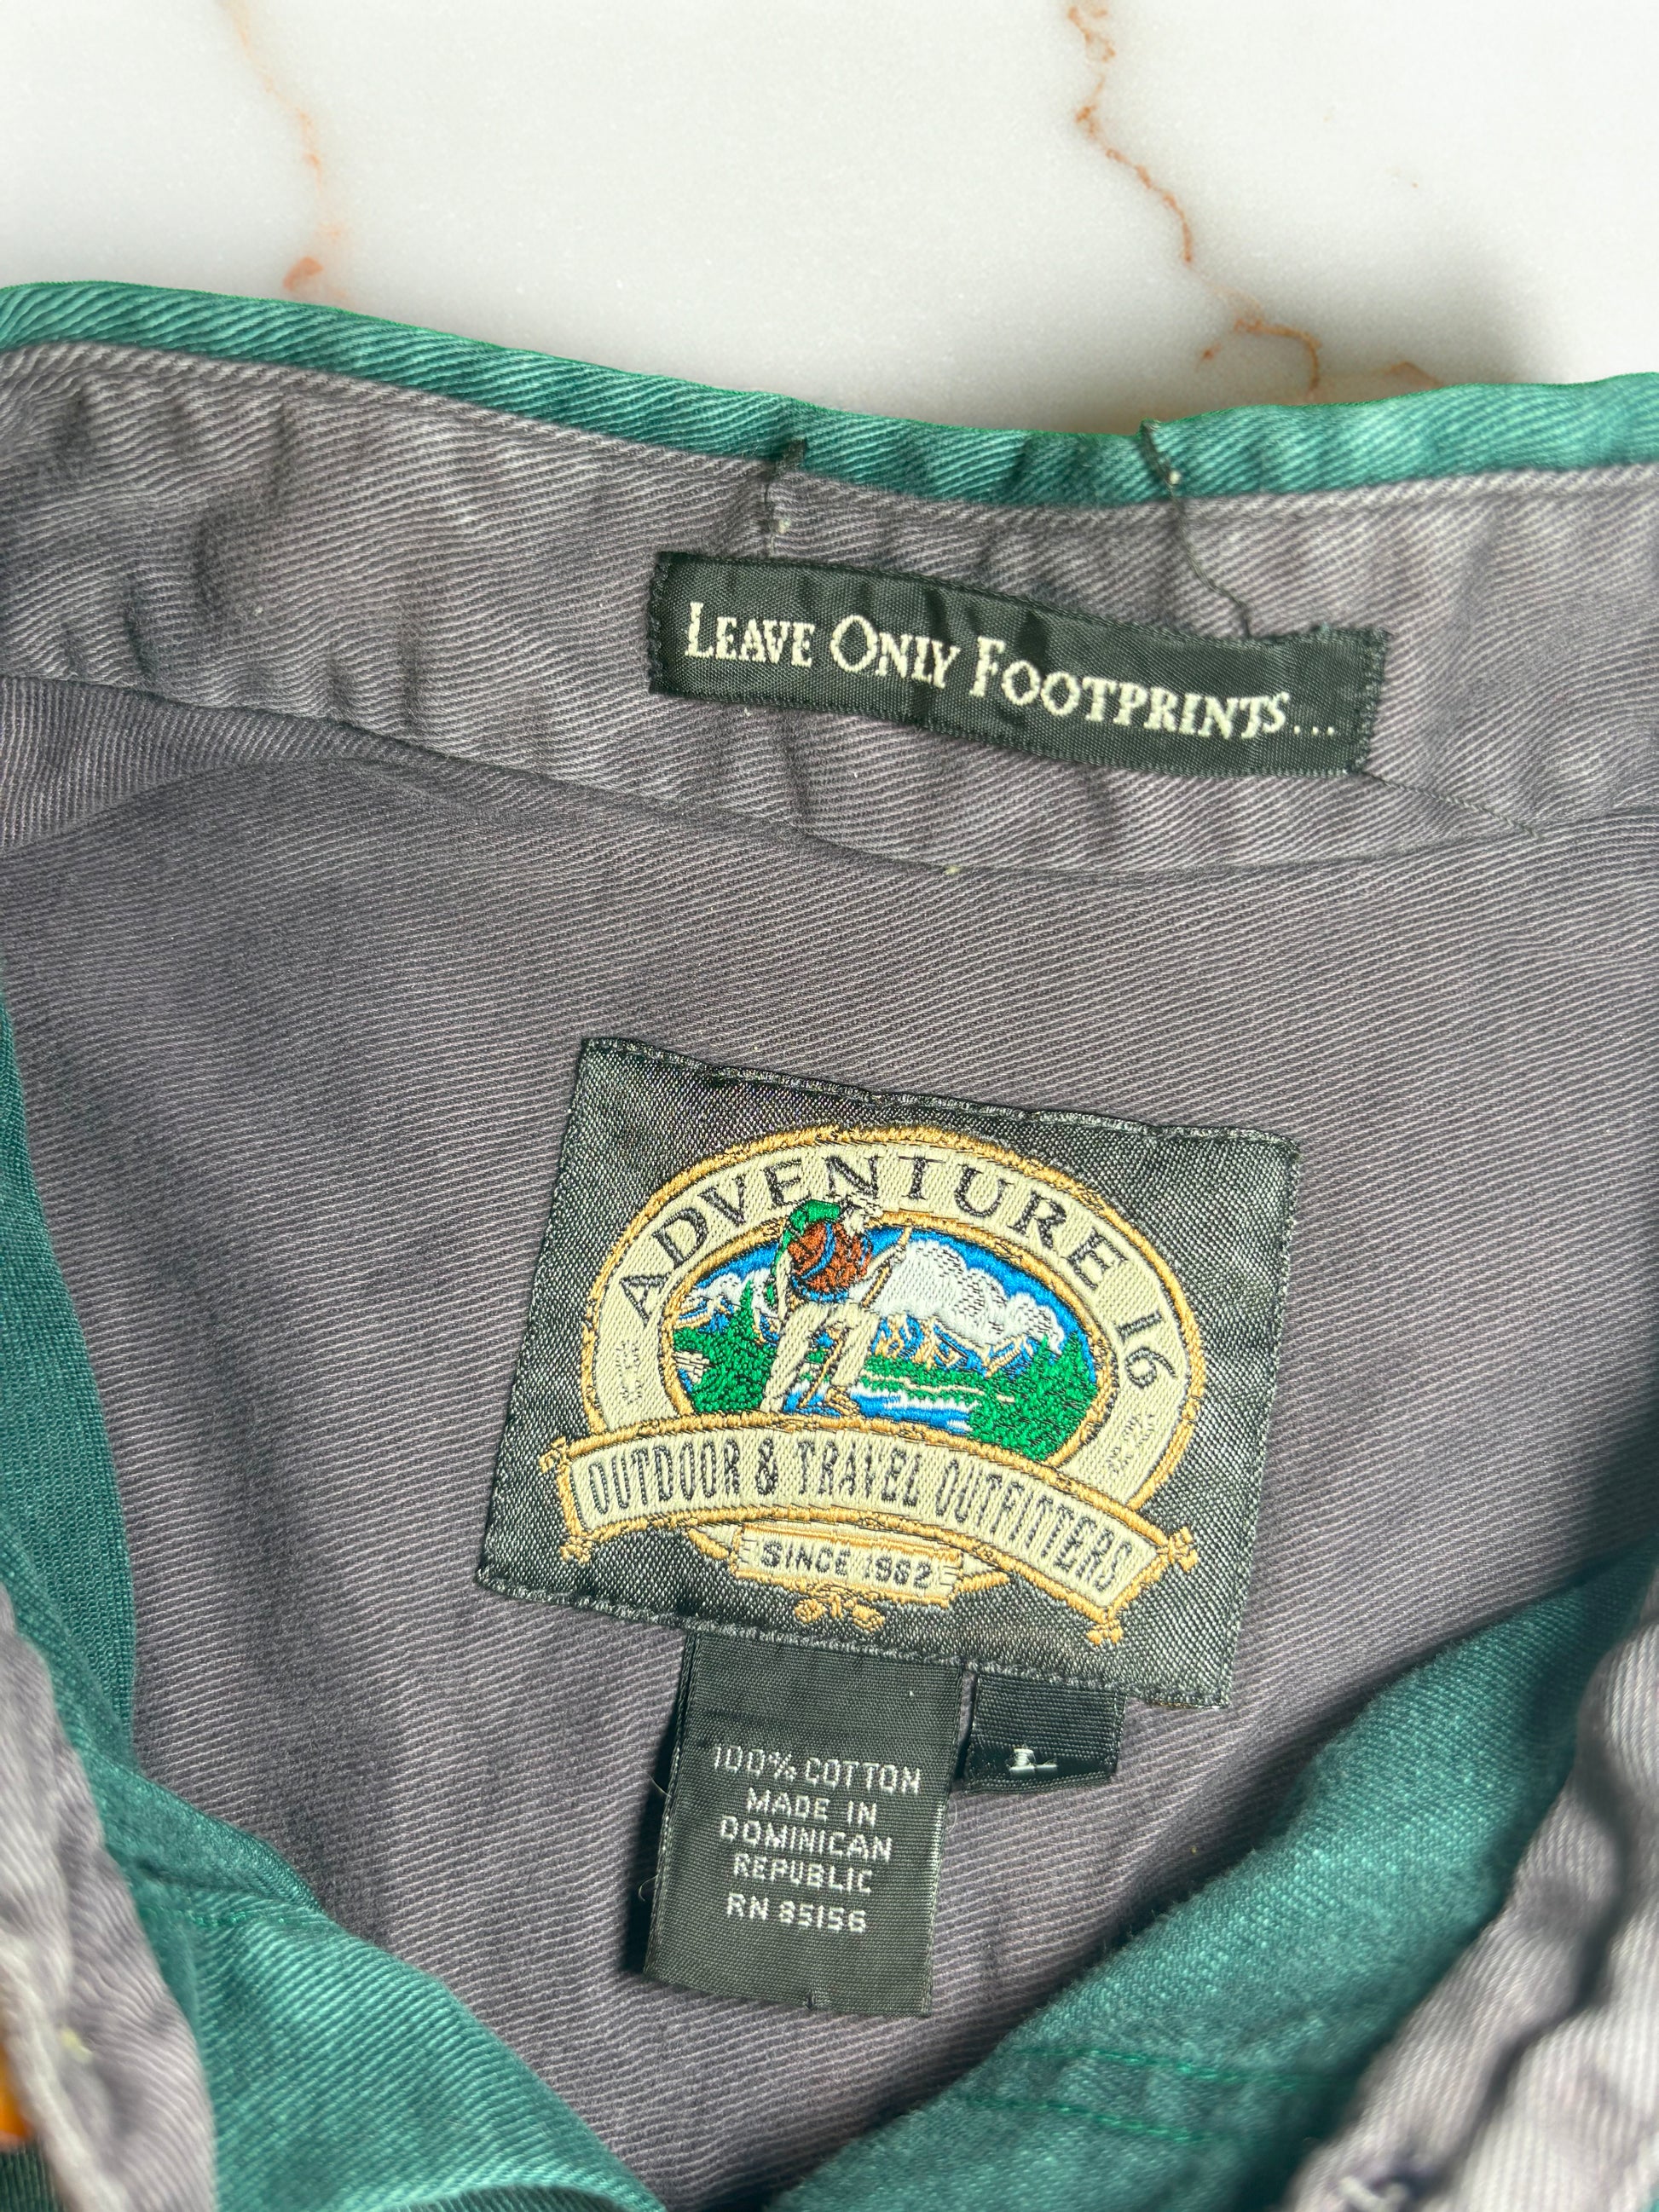 LEAVE ONLY FOOTPRINTS...
ADVENTURE 16
OUTDOOR & TRAVEL OUTFITTERS
SINCE 1962
100% COTTON
MADE IN
DOMINICAN
REPUBLIC
RN 85156
L